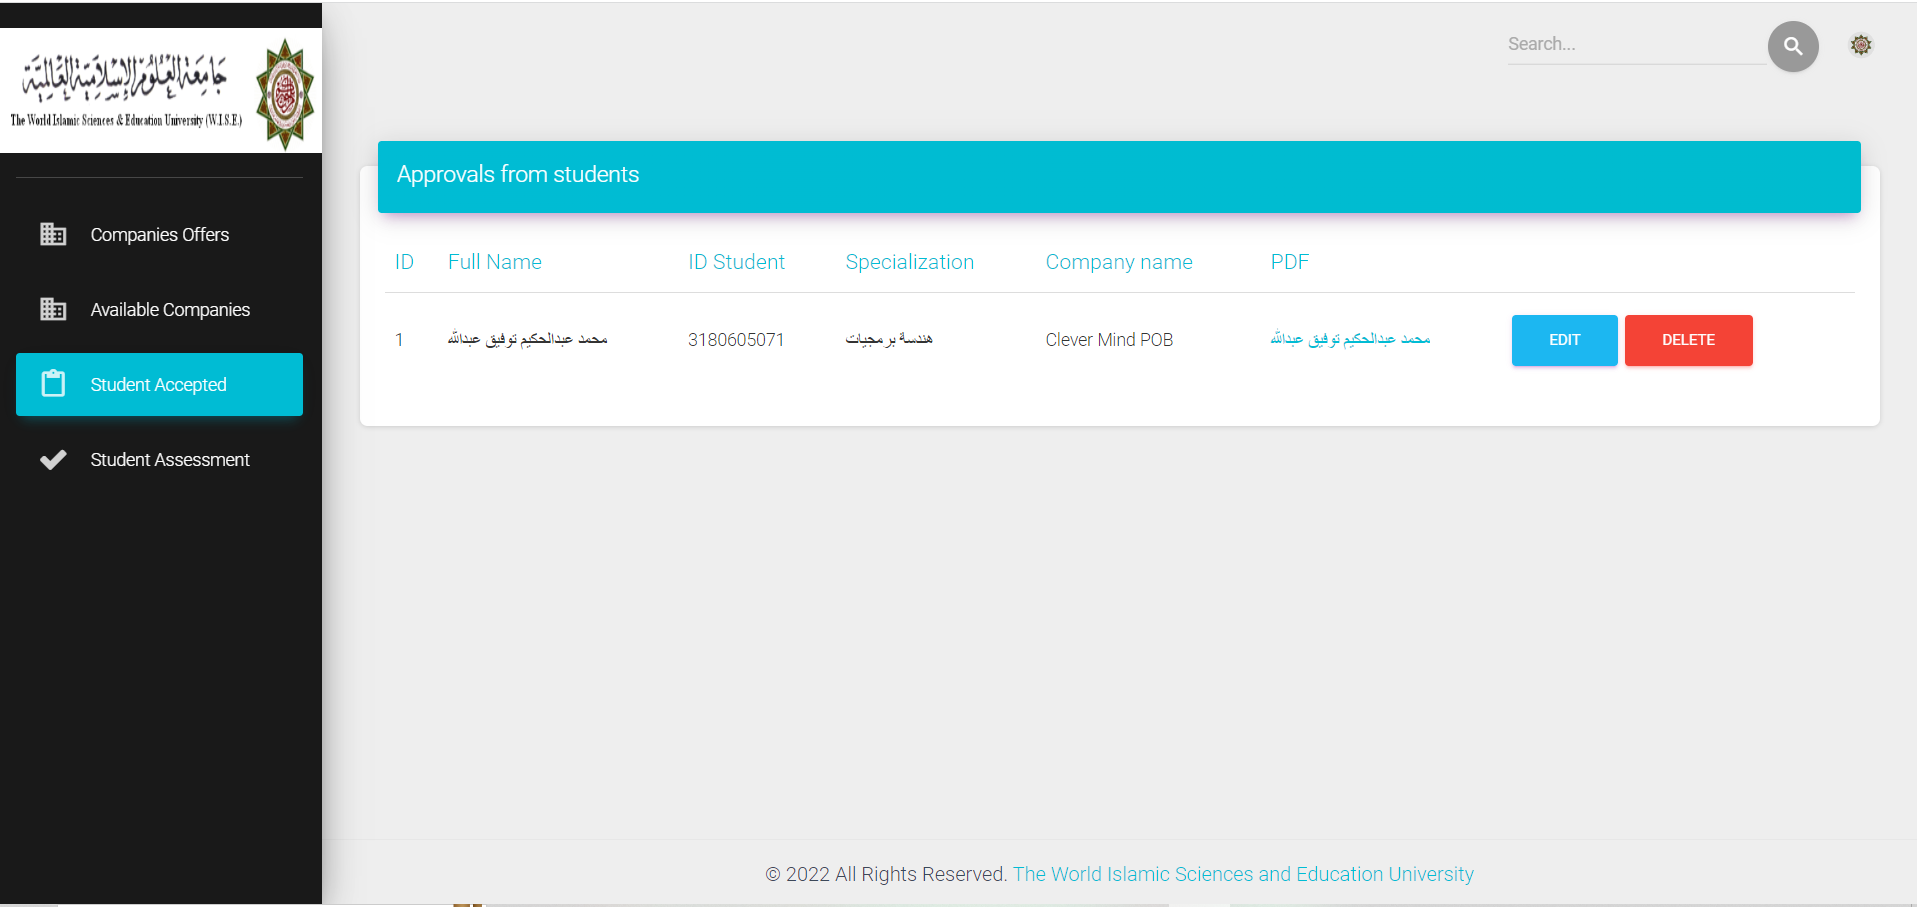 جامعة العلوم الإسلامية العالمية
The World Islamic Sciences & Education University (W.I.S.E.)
Search...
Companies Offers
Available Companies
Student Accepted
Student Assessment
Approvals from students
ID Full Name ID Student Specialization Company name PDF
1 محمد عبدالحكيم توفيق عبدالله 3180605071 هندسة برمجيات Clever Mind POB محمد عبدالحكيم توفيق عبدالله EDIT DELETE
© 2022 All Rights Reserved. The World Islamic Sciences and Education University